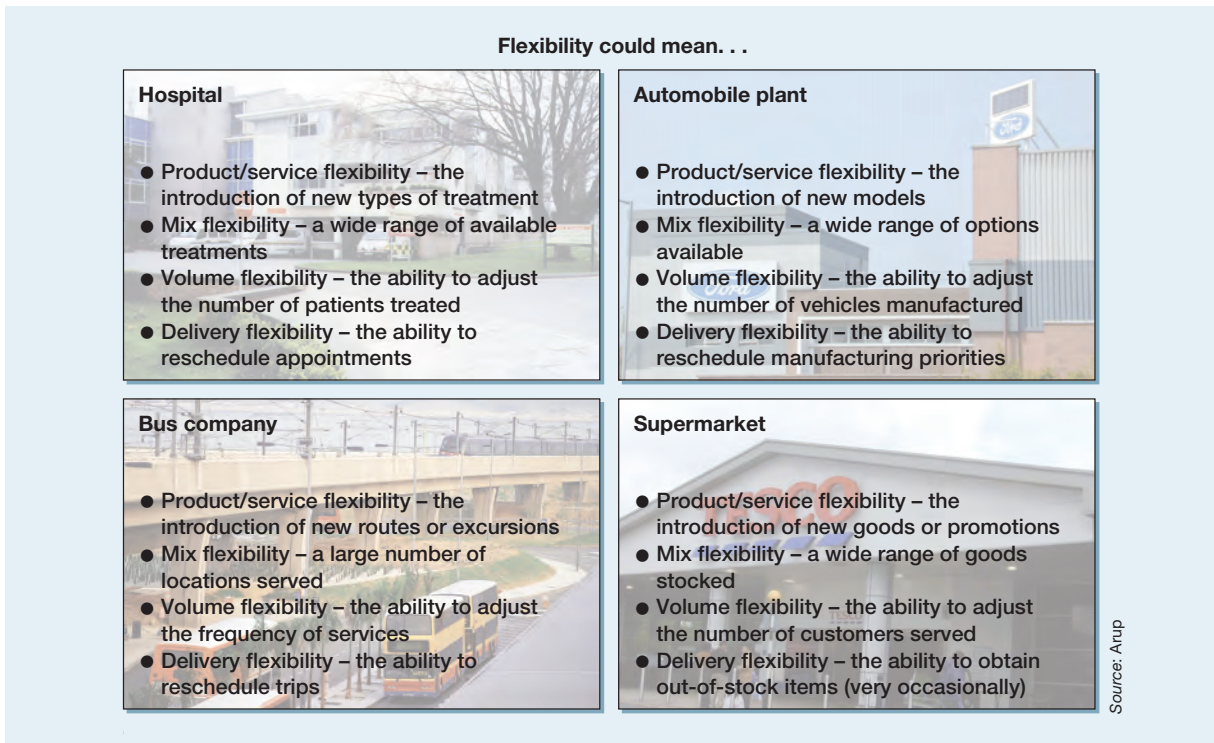 Flexibility could mean. . .
Hospital
● Product/service flexibility – the
introduction of new types of treatment
● Mix flexibility – a wide range of available
treatments
● Volume flexibility – the ability to adjust
the number of patients treated
● Delivery flexibility – the ability to
reschedule appointments
Automobile plant
Ford
● Product/service flexibility – the
introduction of new models
● Mix flexibility – a wide range of options
available
● Volume flexibility – the ability to adjust
Ford
the number of vehicles manufactured
● Delivery flexibility – the ability to
reschedule manufacturing priorities
Bus company
● Product/service flexibility – the
introduction of new routes or excursions
● Mix flexibility – a large number of
locations served
● Volume flexibility – the ability to adjust
the frequency of services
● Delivery flexibility – the ability to
reschedule trips
Supermarket
● Product/service flexibility – the
introduction of new goods or promotions
TESCO
● Mix flexibility – a wide range of goods
stocked
● Volume flexibility – the ability to adjust
TESCO
the number of customers served
● Delivery flexibility – the ability to obtain
out-of-stock items (very occasionally)
Source: Arup